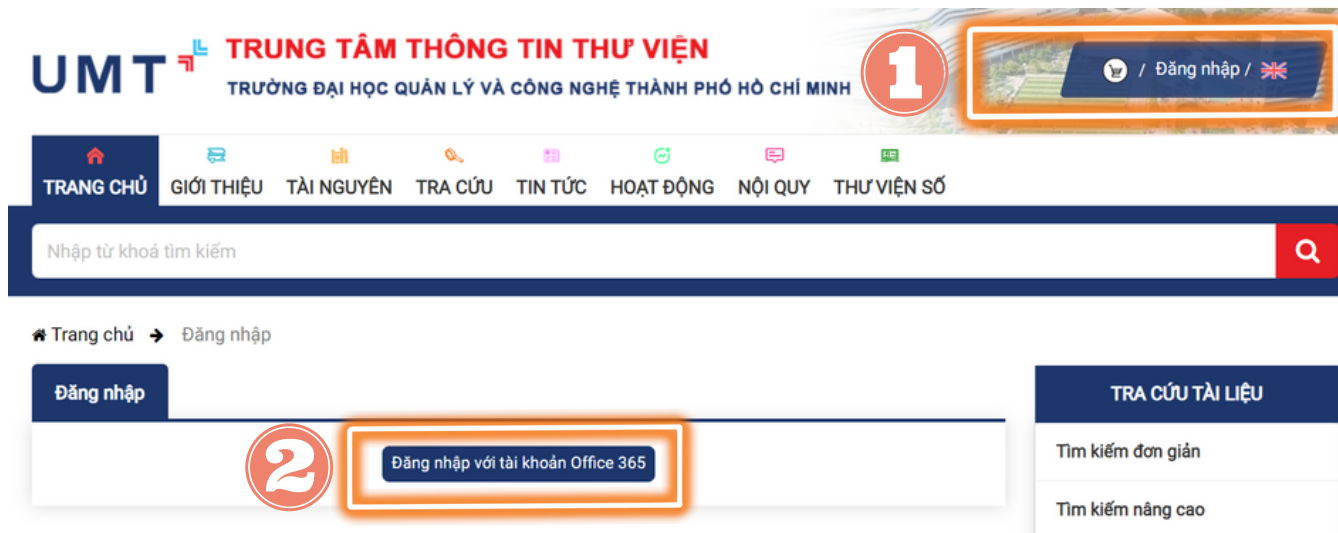 UMT
TRUNG TÂM THÔNG TIN THƯ VIỆN
TRƯỜNG ĐẠI HỌC QUẢN LÝ VÀ CÔNG NGHỆ THÀNH PHỐ HỒ CHÍ MINH
1
/ Đăng nhập /
TRANG CHỦ GIỚI THIỆU TÀI NGUYÊN TRA CỨU TIN TỨC HOẠT ĐỘNG NỘI QUY THƯ VIỆN SỐ
Nhập từ khoá tìm kiếm
Trang chủ → Đăng nhập
Đăng nhập
2
Đăng nhập với tài khoản Office 365
TRA CỨU TÀI LIỆU
Tìm kiếm đơn giản
Tìm kiếm nâng cao